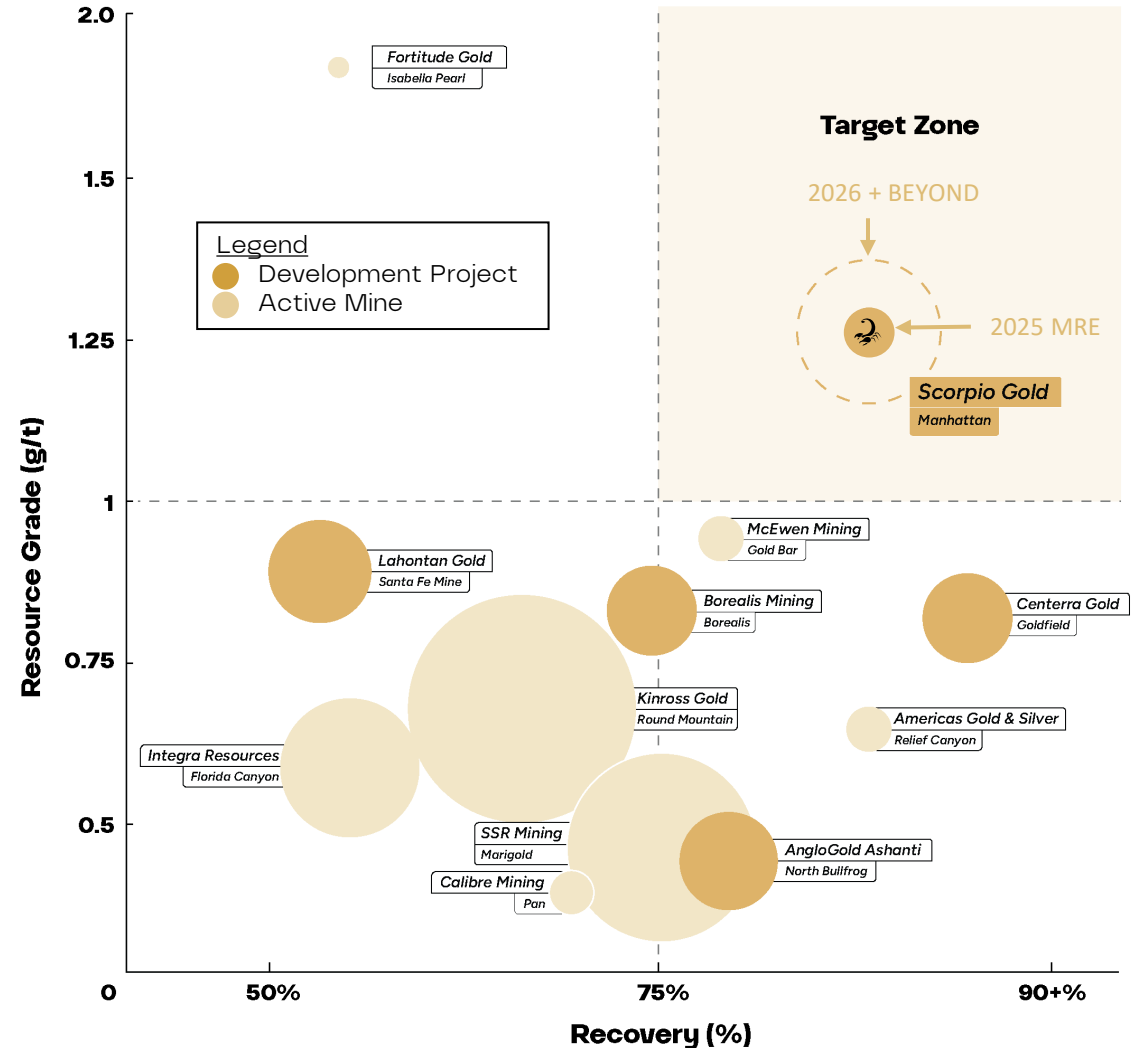 2.0
Fortitude Gold
Isabella Pearl
Target Zone
1.5
2026 + BEYOND
Legend
Development Project
Active Mine
1.25
2025 MRE
Scorpio Gold
Manhattan
Resource Grade (g/t)
1
McEwen Mining
Gold Bar
Lahontan Gold
Santa Fe Mine
Borealis Mining
Borealis
Centerra Gold
Goldfield
0.75
Kinross Gold
Round Mountain
Americas Gold & Silver
Relief Canyon
Integra Resources
Florida Canyon
0.5
SSR Mining
Marigold
AngloGold Ashanti
North Bullfrog
Calibre Mining
Pan
0
50%
75%
90+%
Recovery (%)